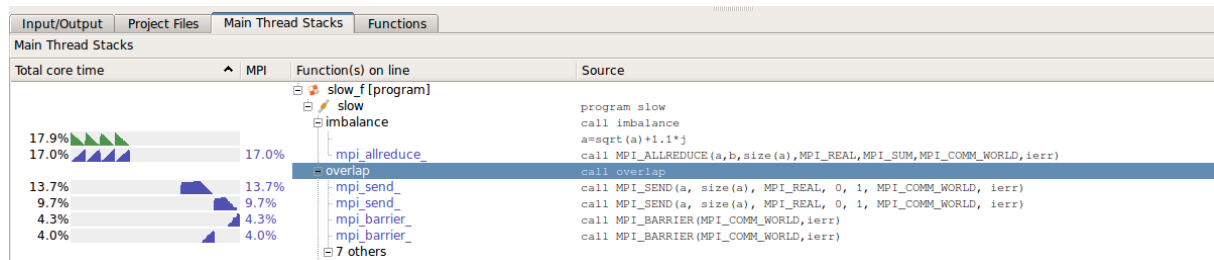 Input/Output Project Files Main Thread Stacks Functions
Main Thread Stacks
Total core time MPI Function(s) on line Source
slow_f [program]
slow program slow
imbalance call imbalance
17.9% a=sqrt(a)+1.1*j
17.0% 17.0% mpi_allreduce_ call MPI_ALLREDUCE(a,b,size(a),MPI_REAL,MPI_SUM,MPI_COMM_WORLD,ierr)
overlap call overlap
13.7% 13.7% mpi_send_ call MPI_SEND(a, size(a), MPI_REAL, 0, 1, MPI_COMM_WORLD, ierr)
9.7% 9.7% mpi_send_ call MPI_SEND(a, size(a), MPI_REAL, 0, 1, MPI_COMM_WORLD, ierr)
4.3% 4.3% mpi_barrier_ call MPI_BARRIER(MPI_COMM_WORLD,ierr)
4.0% 4.0% mpi_barrier_ call MPI_BARRIER(MPI_COMM_WORLD,ierr)
7 others